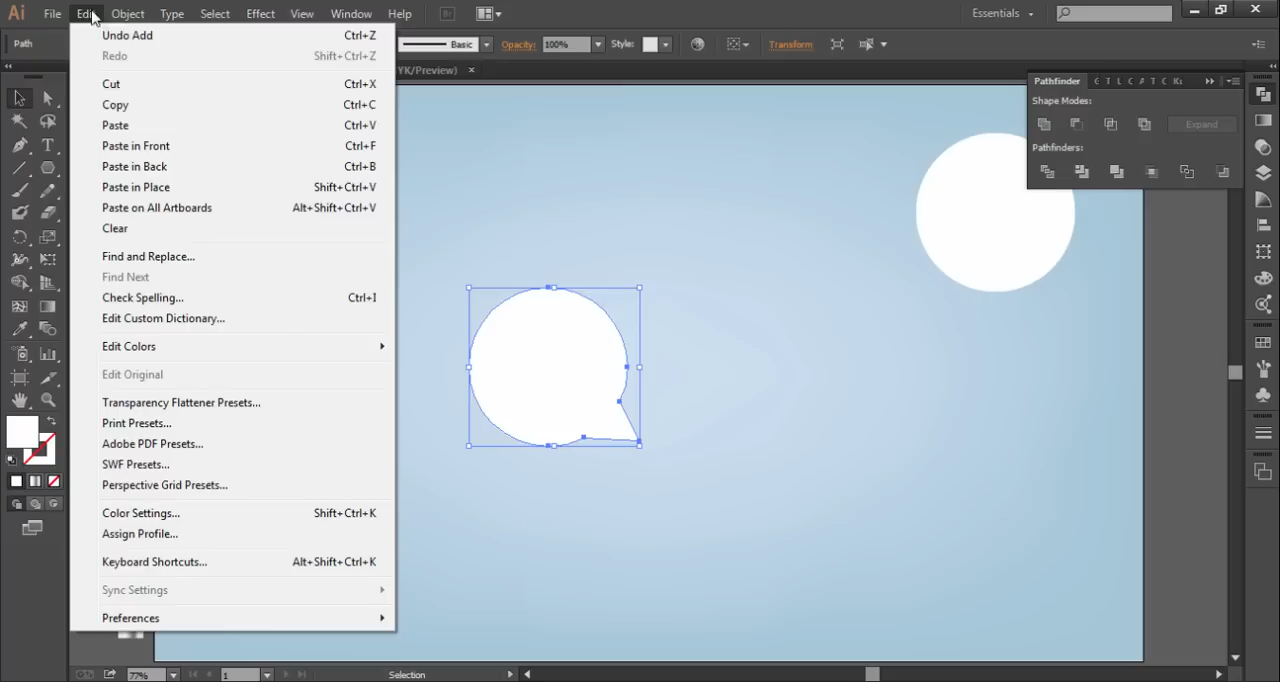 Ai File Edit Object Type Select Effect View Window Help Br Essentials
Path Basic Opacity: 100% Style: Transform
YK/Preview) ×
Undo Add Ctrl+Z
Redo Shift+Ctrl+Z
Cut Ctrl+X
Copy Ctrl+C
Paste Ctrl+V
Paste in Front Ctrl+F
Paste in Back Ctrl+B
Paste in Place Shift+Ctrl+V
Paste on All Artboards Alt+Shift+Ctrl+V
Clear
Find and Replace...
Find Next
Check Spelling... Ctrl+I
Edit Custom Dictionary...
Edit Colors
Edit Original
Transparency Flattener Presets...
Print Presets...
Adobe PDF Presets...
SWF Presets...
Perspective Grid Presets...
Color Settings... Shift+Ctrl+K
Assign Profile...
Keyboard Shortcuts... Alt+Shift+Ctrl+K
Sync Settings
Preferences
Pathfinder
Shape Modes:
Expand
Pathfinders:
77% 1 Selection